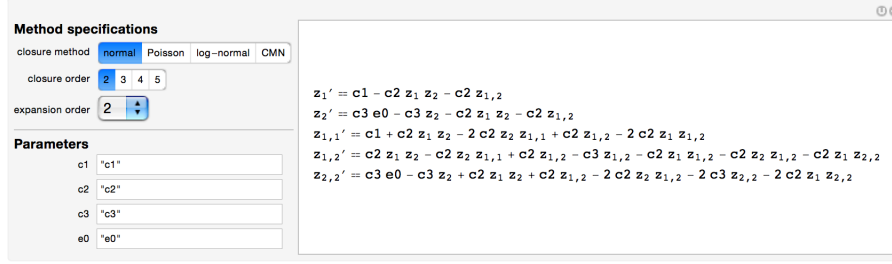 Method specifications
closure method normal Poisson log-normal CMN
closure order 2 3 4 5
expansion order 2
Parameters
c1 "c1"
c2 "c2"
c3 "c3"
e0 "e0"
z₁′ = c1 − c2 z₁ z₂ − c2 z₁,₂
z₂′ = c3 e0 − c3 z₂ − c2 z₁ z₂ − c2 z₁,₂
z₁,₁′ = c1 + c2 z₁ z₂ − 2 c2 z₂ z₁,₁ + c2 z₁,₂ − 2 c2 z₁ z₁,₂
z₁,₂′ = c2 z₁ z₂ − c2 z₂ z₁,₁ + c2 z₁,₂ − c3 z₁,₂ − c2 z₁ z₁,₂ − c2 z₂ z₁,₂ − c2 z₁ z₂,₂
z₂,₂′ = c3 e0 − c3 z₂ + c2 z₁ z₂ + c2 z₁,₂ − 2 c2 z₂ z₁,₂ − 2 c3 z₂,₂ − 2 c2 z₁ z₂,₂